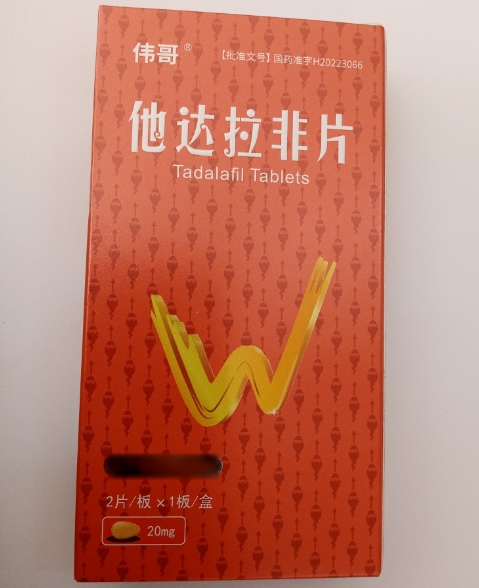 伟哥® 【批准文号】国药准字H20223066
他达拉非片
Tadalafil Tablets
2片/板×1板/盒
20mg